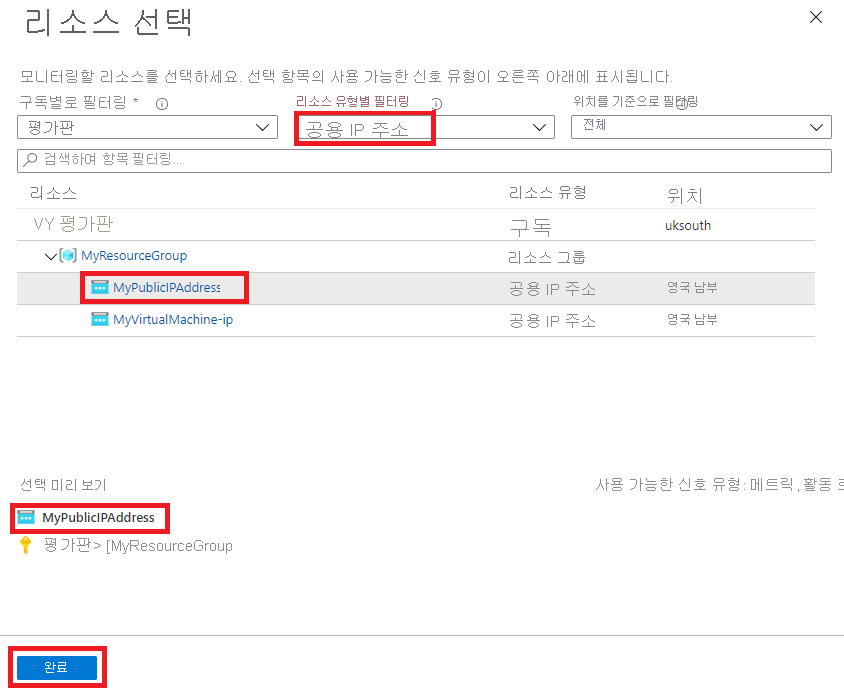 리소스 선택
모니터링할 리소스를 선택하세요. 선택 항목의 사용 가능한 신호 유형이 오른쪽 아래에 표시됩니다.
구독별로 필터링 * 리소스 유형별 필터링 위치를 기준으로 필터링
평가판 공용 IP 주소 전체
검색하여 항목 필터링...
리소스 리소스 유형 위치
VY 평가판 구독 uksouth
MyResourceGroup 리소스 그룹
MyPublicIPAddress 공용 IP 주소 영국 남부
MyVirtualMachine-ip 공용 IP 주소 영국 남부
선택 미리 보기 사용 가능한 신호 유형: 메트릭, 활동
MyPublicIPAddress
평가판> [MyResourceGroup
완료